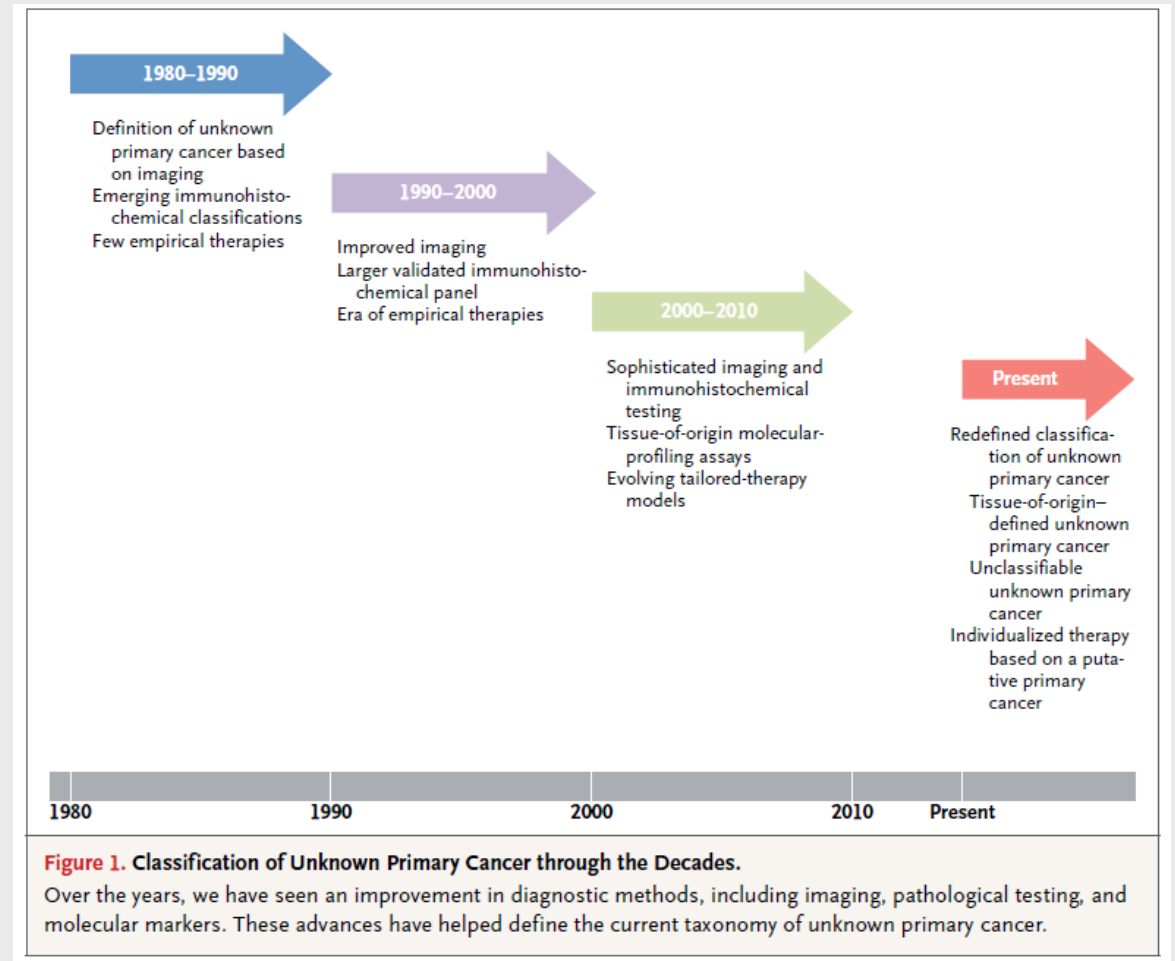 1980–1990
Definition of unknown
primary cancer based
on imaging
Emerging immunohisto-
chemical classifications
Few empirical therapies
1990–2000
Improved imaging
Larger validated immunohisto-
chemical panel
Era of empirical therapies
2000–2010
Sophisticated imaging and
immunohistochemical
testing
Tissue-of-origin molecular-
profiling assays
Evolving tailored-therapy
models
Present
Redefined classifica-
tion of unknown
primary cancer
Tissue-of-origin–
defined unknown
primary cancer
Unclassifiable
unknown primary
cancer
Individualized therapy
based on a puta-
tive primary
cancer
1980 1990 2000 2010 Present
Figure 1. Classification of Unknown Primary Cancer through the Decades.
Over the years, we have seen an improvement in diagnostic methods, including imaging, pathological testing, and
molecular markers. These advances have helped define the current taxonomy of unknown primary cancer.